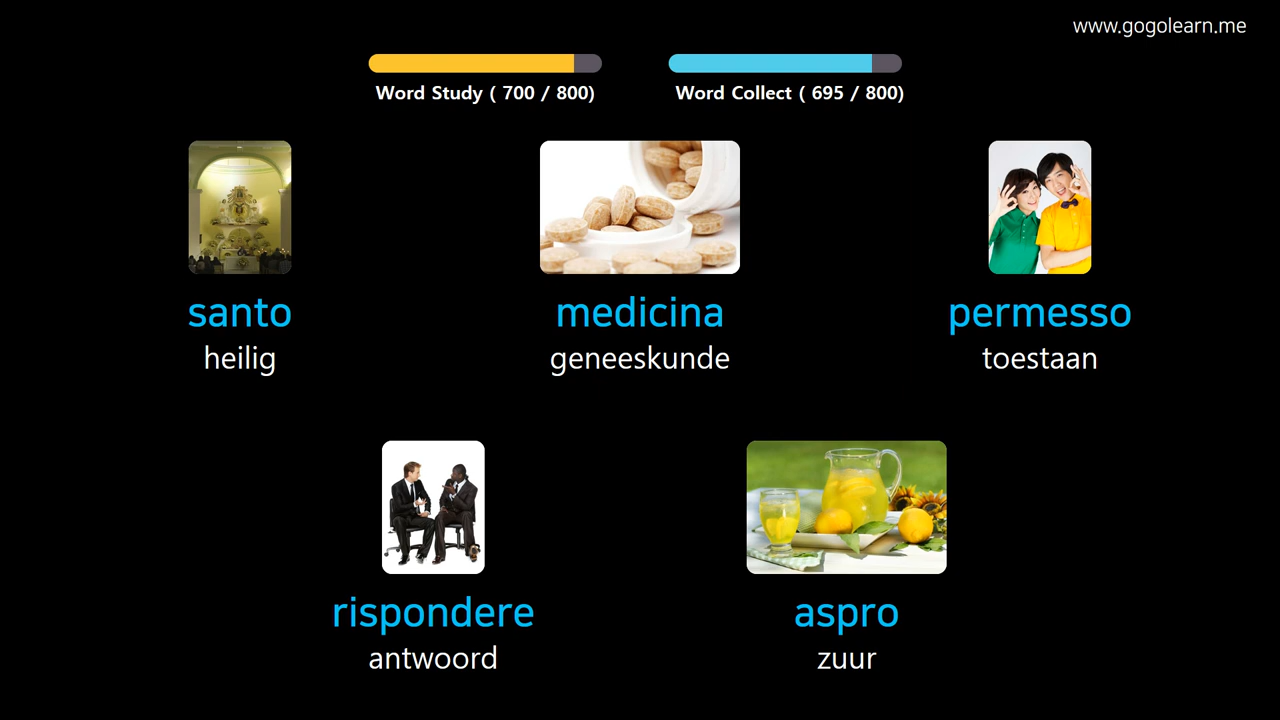 www.gogolearn.me
Word Study ( 700 / 800)
Word Collect ( 695 / 800)
santo
heilig
medicina
geneeskunde
permesso
toestaan
rispondere
antwoord
aspro
zuur